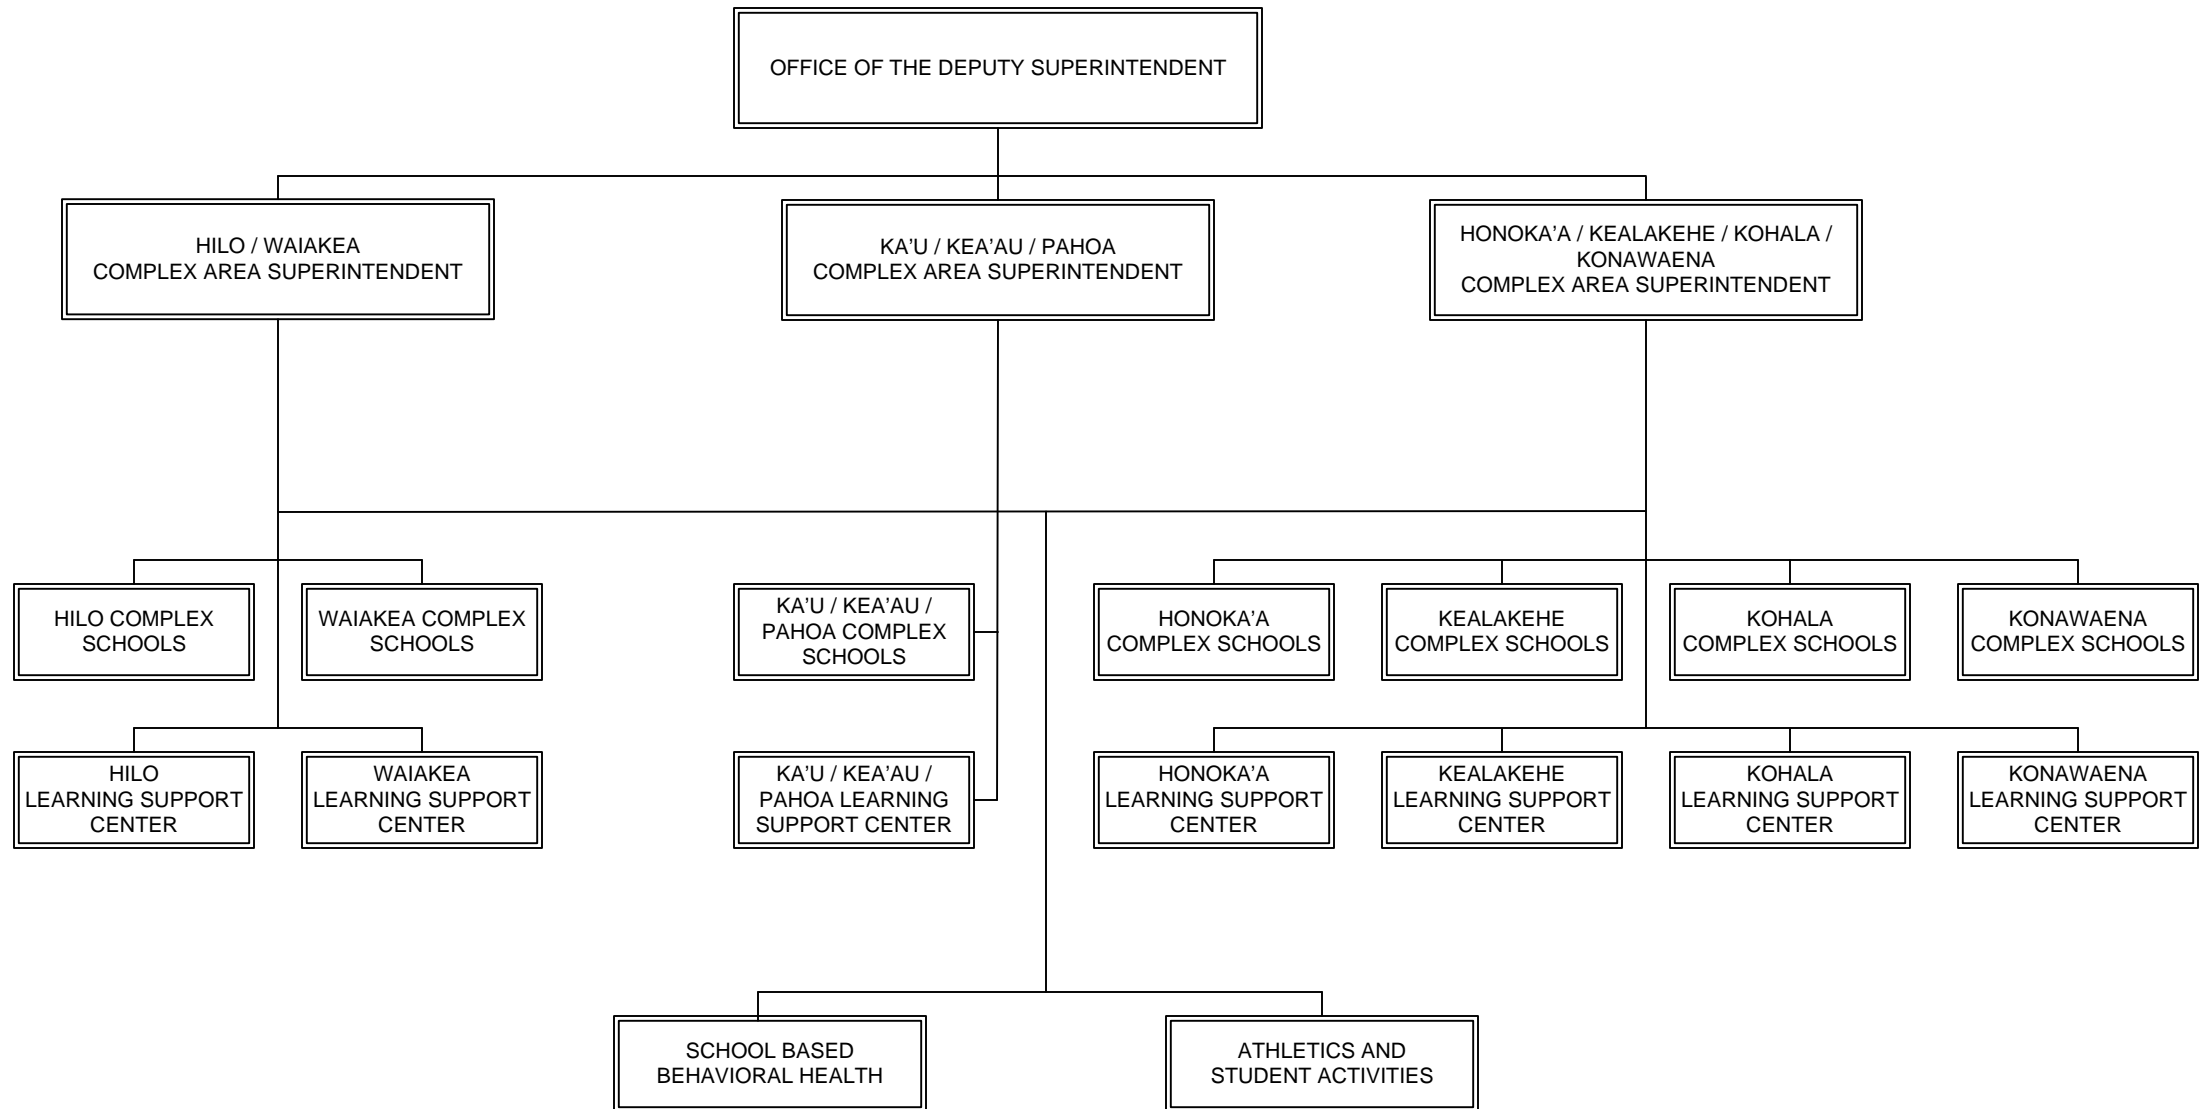 OFFICE OF THE DEPUTY SUPERINTENDENT
HILO / WAIAKEA
COMPLEX AREA SUPERINTENDENT
KA’U / KEA’AU / PAHOA
COMPLEX AREA SUPERINTENDENT
HONOKA’A / KEALAKEHE / KOHALA /
KONAWAENA
COMPLEX AREA SUPERINTENDENT
HILO COMPLEX
SCHOOLS
WAIAKEA COMPLEX
SCHOOLS
KA’U / KEA’AU /
PAHOA COMPLEX
SCHOOLS
HONOKA’A
COMPLEX SCHOOLS
KEALAKEHE
COMPLEX SCHOOLS
KOHALA
COMPLEX SCHOOLS
KONAWAENA
COMPLEX SCHOOLS
HILO
LEARNING SUPPORT
CENTER
WAIAKEA
LEARNING SUPPORT
CENTER
KA’U / KEA’AU /
PAHOA LEARNING
SUPPORT CENTER
HONOKA’A
LEARNING SUPPORT
CENTER
KEALAKEHE
LEARNING SUPPORT
CENTER
KOHALA
LEARNING SUPPORT
CENTER
KONAWAENA
LEARNING SUPPORT
CENTER
SCHOOL BASED
BEHAVIORAL HEALTH
ATHLETICS AND
STUDENT ACTIVITIES